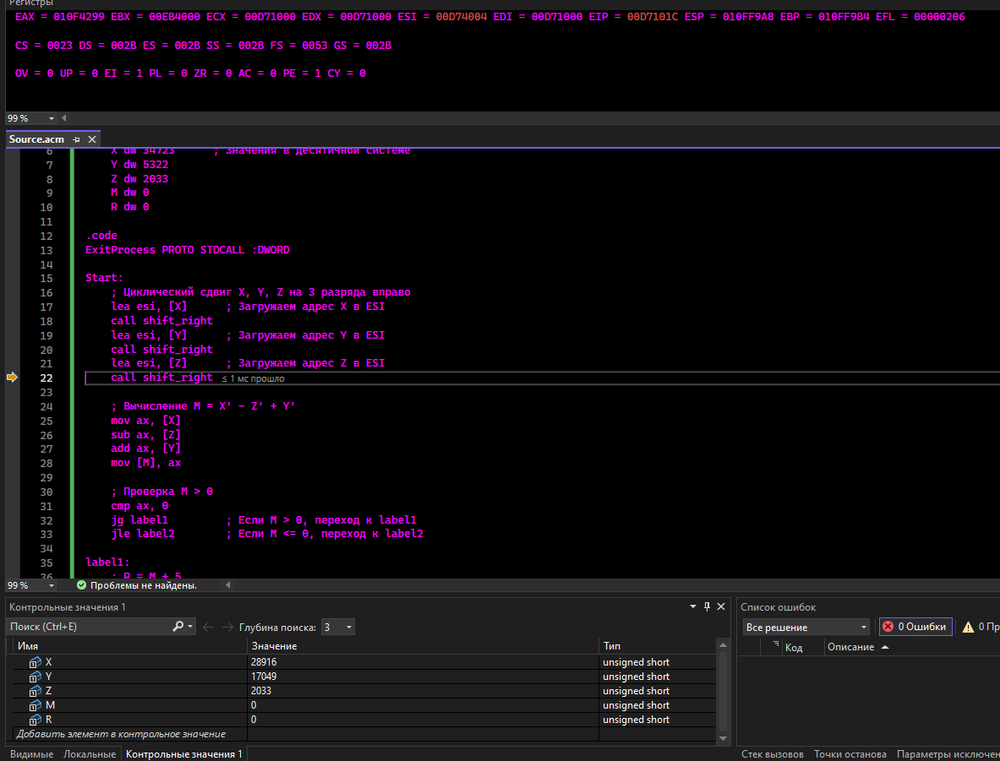 Регистры
EAX = 010F4299 EBX = 00EB4000 ECX = 00D71000 EDX = 00D71000 ESI = 00D74004 EDI = 00D71000 EIP = 00D7101C ESP = 010FF9A8 EBP = 010FF9B4 EFL = 00000206
CS = 0023 DS = 002B ES = 002B SS = 002B FS = 0053 GS = 002B
OV = 0 UP = 0 EI = 1 PL = 0 ZR = 0 AC = 0 PE = 1 CY = 0
99 %
Source.acm
6 X dw 34723 ; Значения в десятичной системе
7 Y dw 5322
8 Z dw 2033
9 M dw 0
10 R dw 0
11
12 .code
13 ExitProcess PROTO STDCALL :DWORD
14
15 Start:
16 ; Циклический сдвиг X, Y, Z на 3 разряда вправо
17 lea esi, [X] ; Загружаем адрес X в ESI
18 call shift_right
19 lea esi, [Y] ; Загружаем адрес Y в ESI
20 call shift_right
21 lea esi, [Z] ; Загружаем адрес Z в ESI
22 call shift_right ≤ 1 мс прошло
23
24 ; Вычисление M = X' - Z' + Y'
25 mov ax, [X]
26 sub ax, [Z]
27 add ax, [Y]
28 mov [M], ax
29
30 ; Проверка M > 0
31 cmp ax, 0
32 jg label1 ; Если M > 0, переход к label1
33 jle label2 ; Если M <= 0, переход к label2
34
35 label1:
36 ; R = M + 5
99 % Проблемы не найдены.
Контрольные значения 1
Поиск (Ctrl+E) Глубина поиска: 3
Имя Значение Тип
X 28916 unsigned short
Y 17049 unsigned short
Z 2033 unsigned short
M 0 unsigned short
R 0 unsigned short
Добавить элемент в контрольное значение
Видимые Локальные Контрольные значения 1
Список ошибок
Все решение 0 Ошибки 0 Пр
Код Описание
Стек вызовов Точки останова Параметры исключен